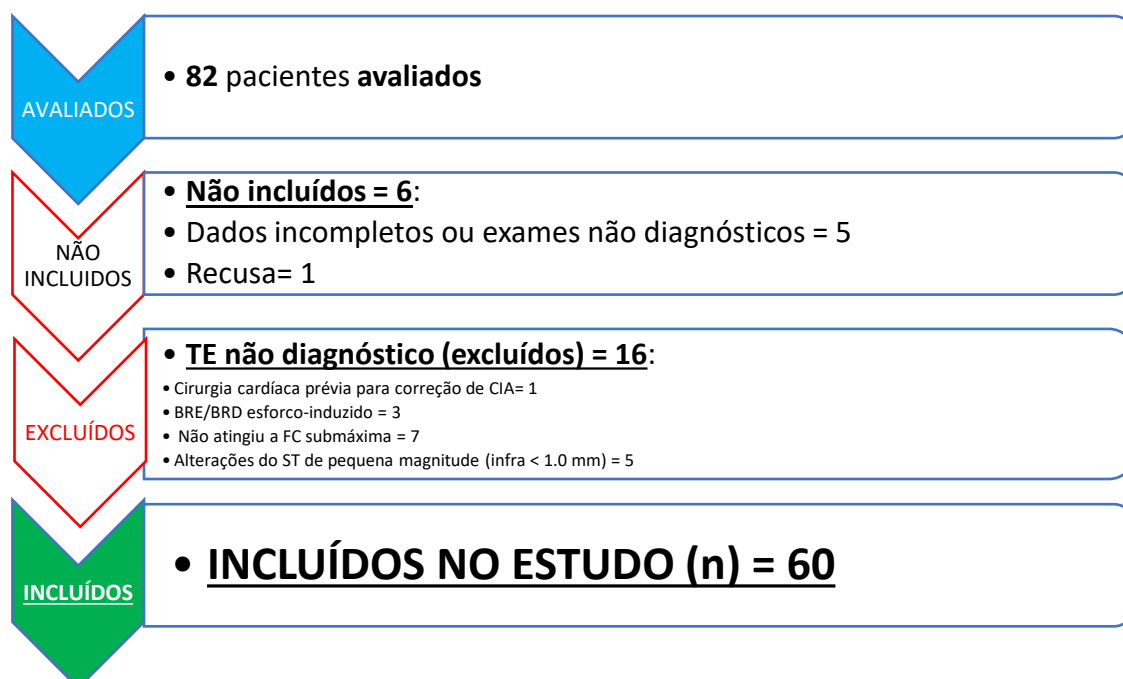 AVALIADOS
• 82 pacientes avaliados
NÃO
INCLUIDOS
• Não incluídos = 6:
• Dados incompletos ou exames não diagnósticos = 5
• Recusa= 1
EXCLUÍDOS
• TE não diagnóstico (excluídos) = 16:
• Cirurgia cardíaca prévia para correção de CIA= 1
• BRE/BRD esforco-induzido = 3
• Não atingiu a FC submáxima = 7
• Alterações do ST de pequena magnitude (infra < 1.0 mm) = 5
INCLUÍDOS
• INCLUÍDOS NO ESTUDO (n) = 60